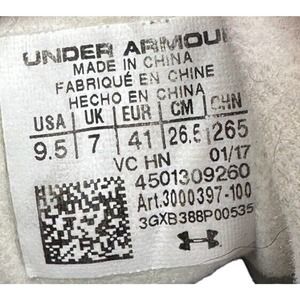 UNDER ARMOUR
MADE IN CHINA
FABRIQUÉ EN CHINE
HECHO EN CHINA
USA UK EUR CM CHN
9.5 7 41 26.5 265
VC HN 01/17
4501309260
Art.3000397-100
3GXB388P00535